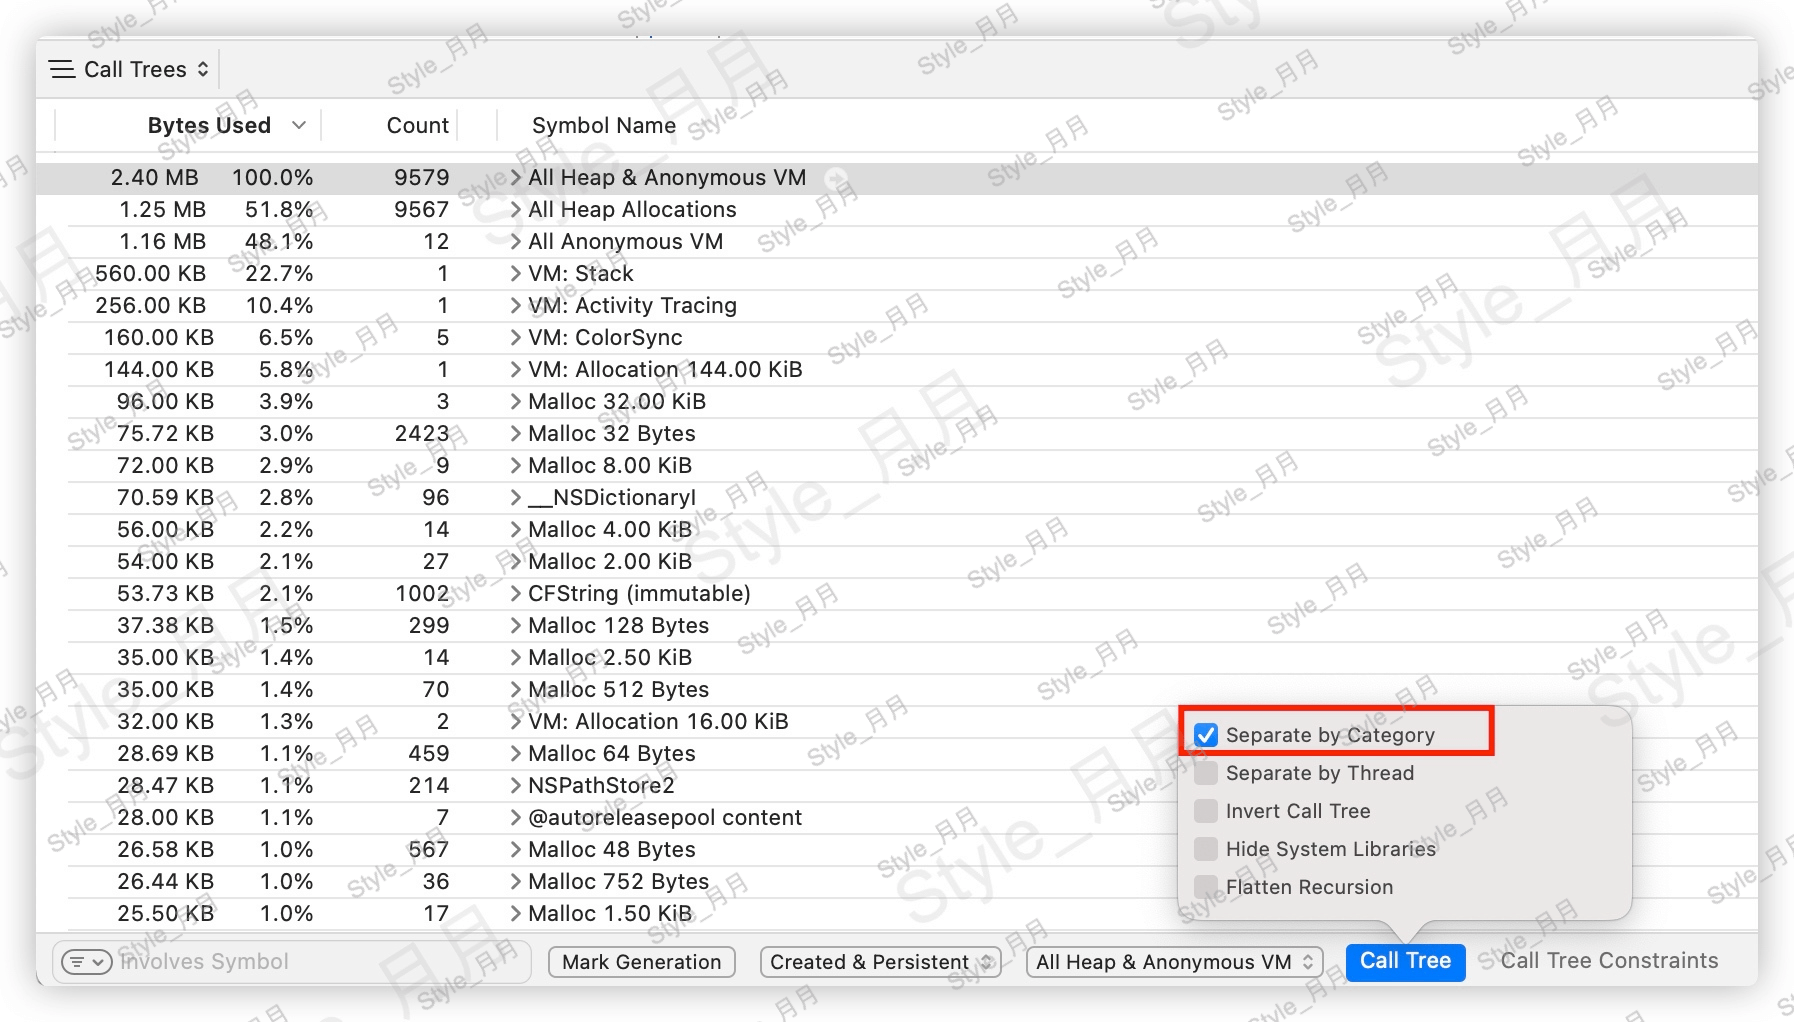 Call Trees
Bytes Used Count Symbol Name
2.40 MB 100.0% 9579 All Heap & Anonymous VM
1.25 MB 51.8% 9567 All Heap Allocations
1.16 MB 48.1% 12 All Anonymous VM
560.00 KB 22.7% 1 VM: Stack
256.00 KB 10.4% 1 VM: Activity Tracing
160.00 KB 6.5% 5 VM: ColorSync
144.00 KB 5.8% 1 VM: Allocation 144.00 KiB
96.00 KB 3.9% 3 Malloc 32.00 KiB
75.72 KB 3.0% 2423 Malloc 32 Bytes
72.00 KB 2.9% 9 Malloc 8.00 KiB
70.59 KB 2.8% 96 __NSDictionaryI
56.00 KB 2.2% 14 Malloc 4.00 KiB
54.00 KB 2.1% 27 Malloc 2.00 KiB
53.73 KB 2.1% 1002 CFString (immutable)
37.38 KB 1.5% 299 Malloc 128 Bytes
35.00 KB 1.4% 14 Malloc 2.50 KiB
35.00 KB 1.4% 70 Malloc 512 Bytes
32.00 KB 1.3% 2 VM: Allocation 16.00 KiB
28.69 KB 1.1% 459 Malloc 64 Bytes
28.47 KB 1.1% 214 NSPathStore2
28.00 KB 1.1% 7 @autoreleasepool content
26.58 KB 1.0% 567 Malloc 48 Bytes
26.44 KB 1.0% 36 Malloc 752 Bytes
25.50 KB 1.0% 17 Malloc 1.50 KiB
Separate by Category
Separate by Thread
Invert Call Tree
Hide System Libraries
Flatten Recursion
Involves Symbol Mark Generation Created & Persistent All Heap & Anonymous VM Call Tree Call Tree Constraints
Style_月月